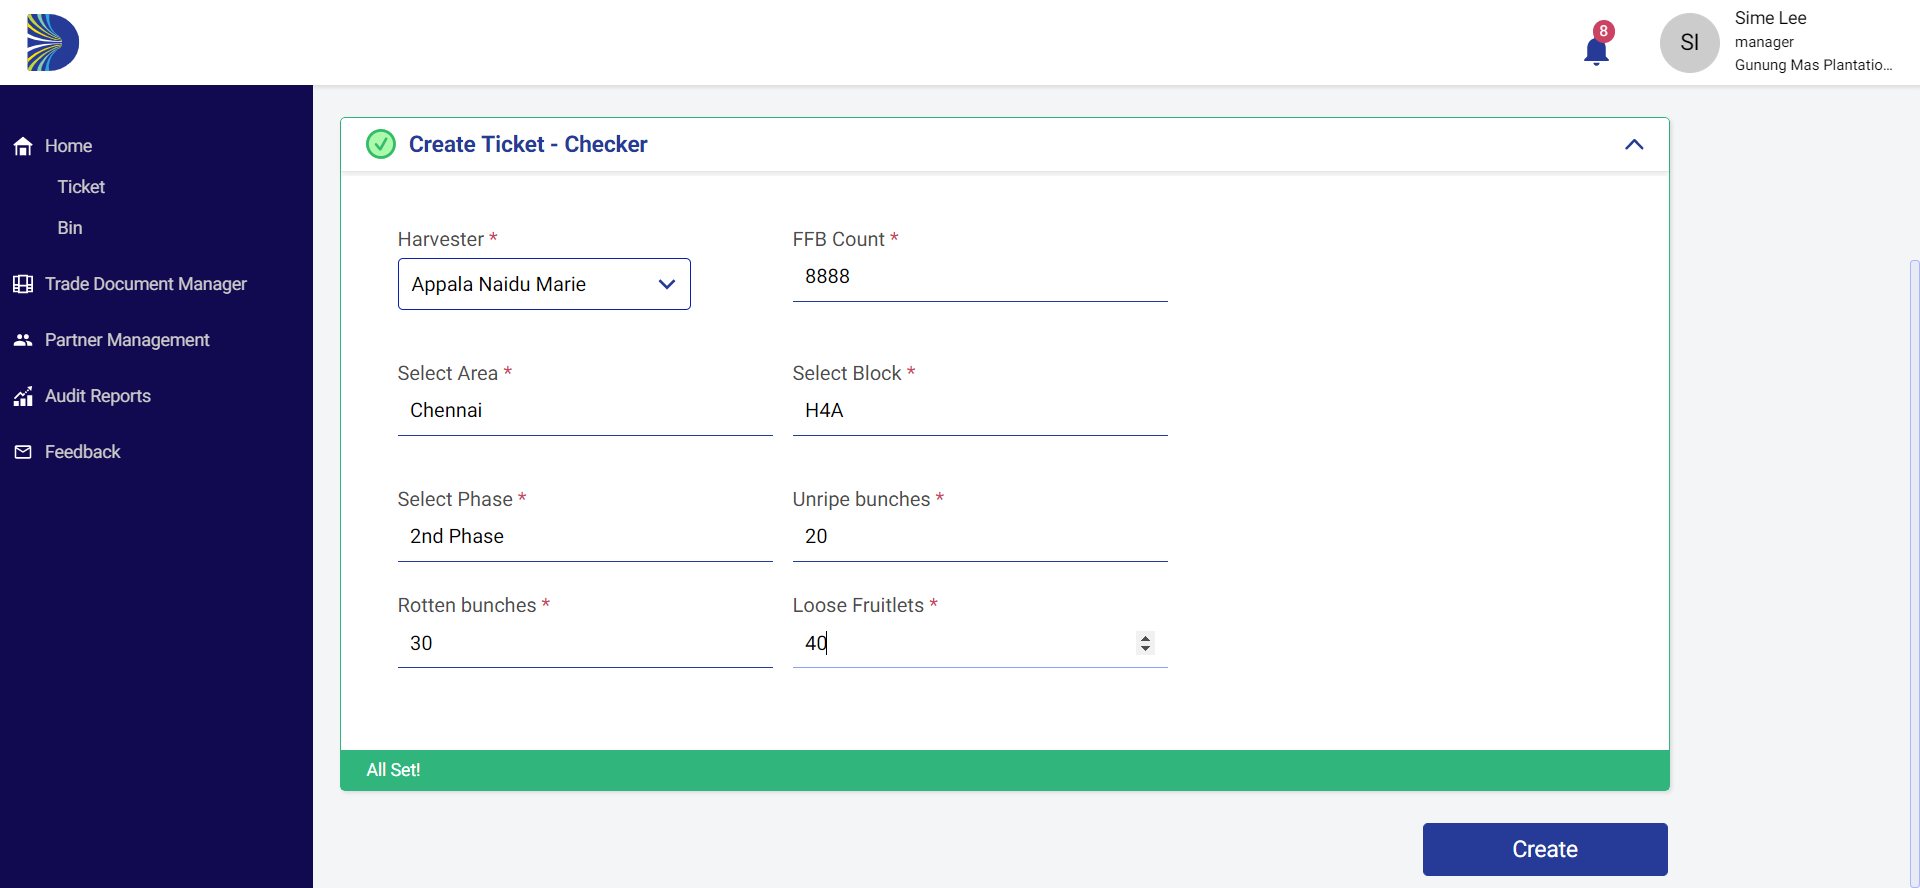 8
SI
Sime Lee
manager
Gunung Mas Plantatio...
Home
Ticket
Bin
Trade Document Manager
Partner Management
Audit Reports
Feedback
Create Ticket - Checker
Harvester *
FFB Count *
Appala Naidu Marie
8888
Select Area *
Select Block *
Chennai
H4A
Select Phase *
Unripe bunches *
2nd Phase
20
Rotten bunches *
Loose Fruitlets *
30
40
All Set!
Create